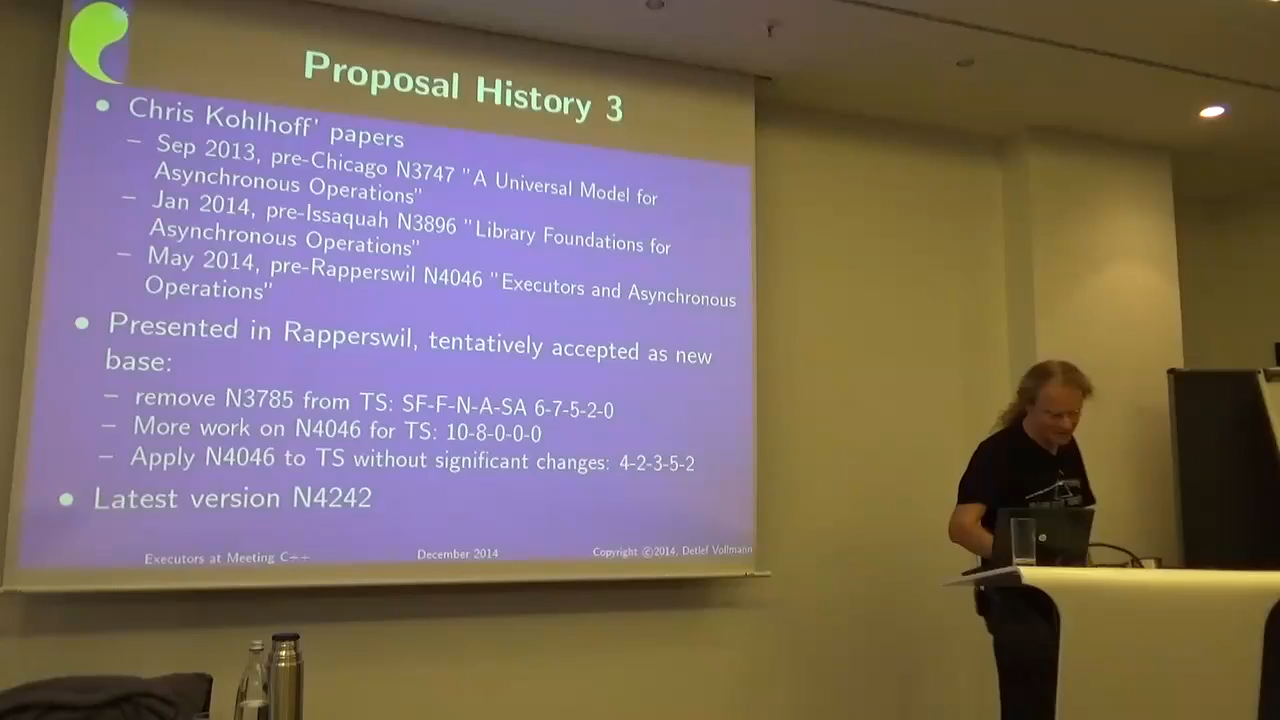 Proposal History 3
• Chris Kohlhoff' papers
– Sep 2013, pre-Chicago N3747 "A Universal Model for
Asynchronous Operations"
– Jan 2014, pre-Issaquah N3896 "Library Foundations for
Asynchronous Operations"
– May 2014, pre-Rapperswil N4046 "Executors and Asynchronous
Operations"
• Presented in Rapperswil, tentatively accepted as new
base:
– remove N3785 from TS: SF-F-N-A-SA 6-7-5-2-0
– More work on N4046 for TS: 10-8-0-0-0
– Apply N4046 to TS without significant changes: 4-2-3-5-2
• Latest version N4242
Executors at Meeting C++ December 2014 Copyright ©2014, Detlef Vollmann
hp